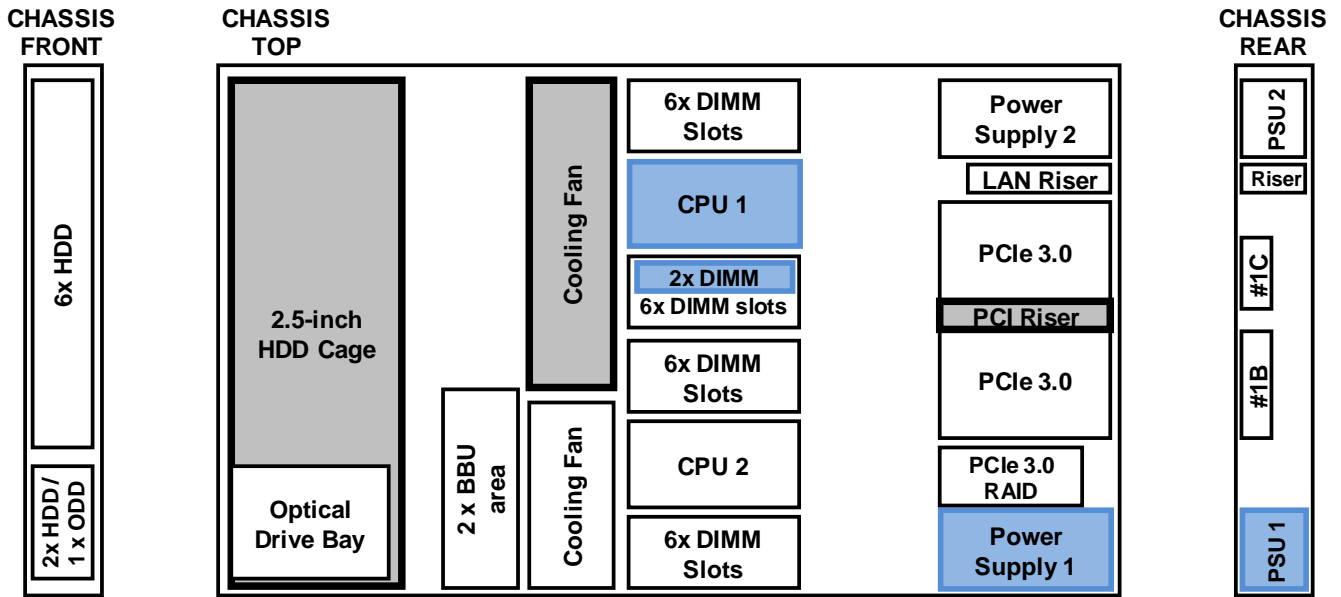 CHASSIS
FRONT
6x HDD
2x HDD/
1 x ODD
CHASSIS
TOP
2.5-inch
HDD Cage
Optical
Drive Bay
2 x BBU
area
Cooling Fan
Cooling Fan
6x DIMM
Slots
CPU 1
2x DIMM
6x DIMM slots
6x DIMM
Slots
CPU 2
6x DIMM
Slots
Power
Supply 2
LAN Riser
PCIe 3.0
PCI Riser
PCIe 3.0
PCIe 3.0
RAID
Power
Supply 1
CHASSIS
REAR
PSU 2
Riser
#1C
#1B
PSU 1